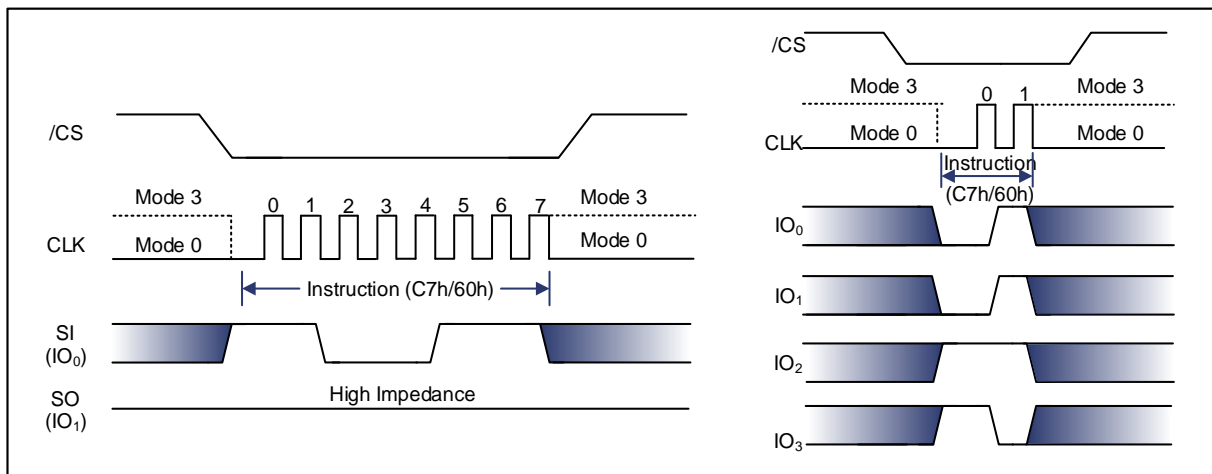 /CS
Mode 3
0 1 2 3 4 5 6 7
Mode 3
CLK
Mode 0
Mode 0
Instruction (C7h/60h)
SI
(IO0)
High Impedance
SO
(IO1)
/CS
Mode 3
0 1
Mode 3
CLK
Mode 0
Mode 0
Instruction
(C7h/60h)
IO0
IO1
IO2
IO3